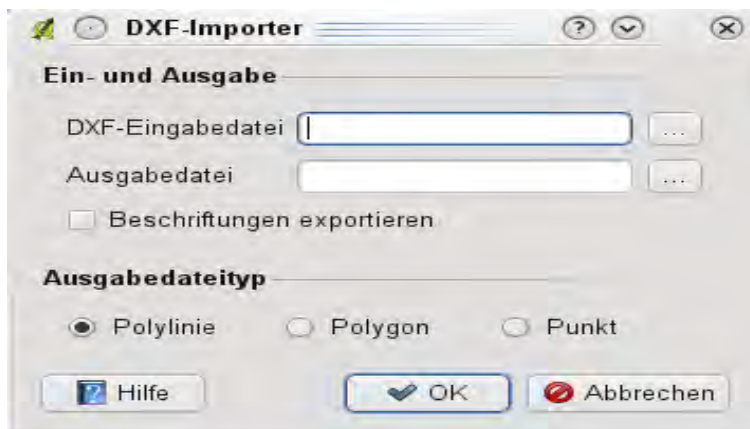 DXF-Importer
Ein- und Ausgabe
DXF-Eingabedatei ...
Ausgabedatei ...
Beschriftungen exportieren
Ausgabedateityp
Polylinie Polygon Punkt
Hilfe OK Abbrechen